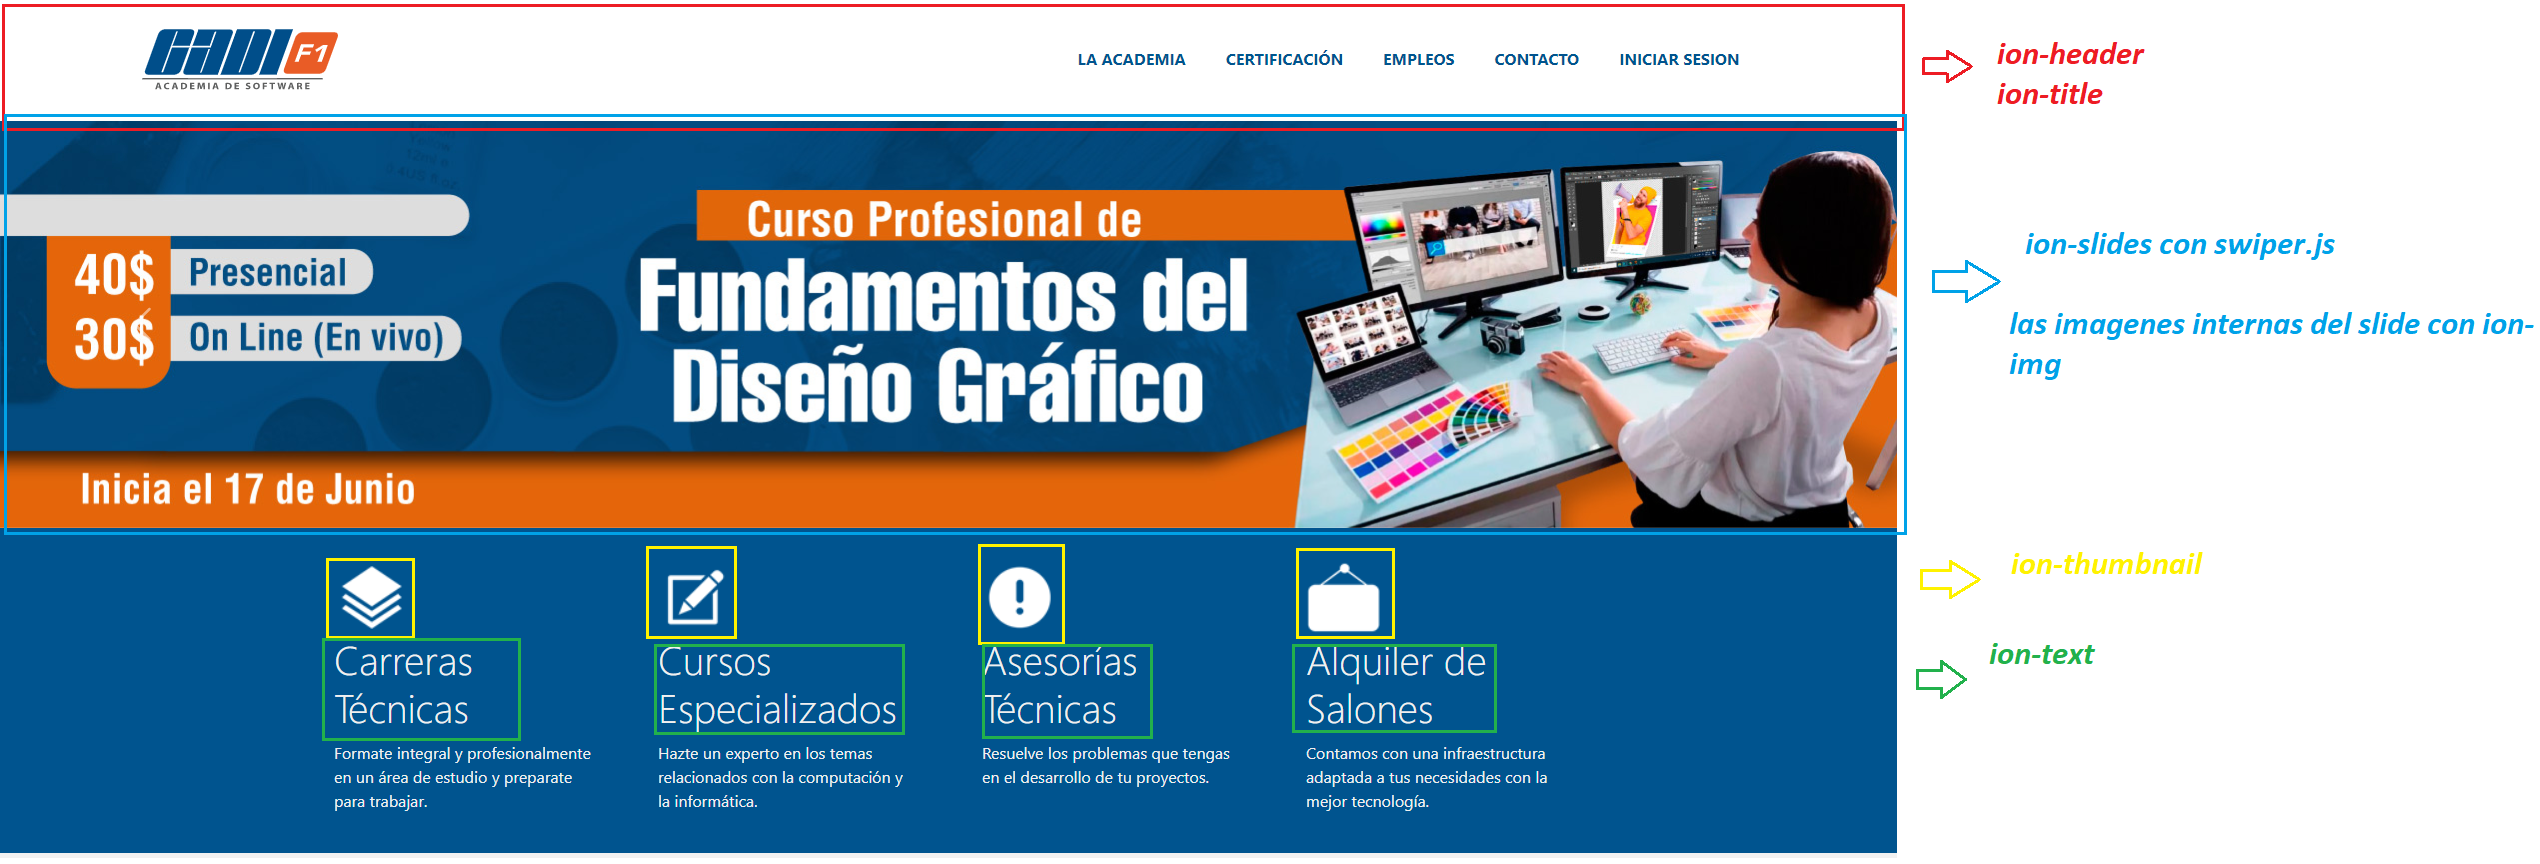 CADI F1
ACADEMIA DE SOFTWARE
LA ACADEMIA CERTIFICACIÓN EMPLEOS CONTACTO INICIAR SESION
ion-header
ion-title
40$ Presencial
30$ On Line (En vivo)
Curso Profesional de
Fundamentos del
Diseño Gráfico
Inicia el 17 de Junio
ion-slides con swiper.js
las imagenes internas del slide con ion-
img
ion-thumbnail
Carreras
Técnicas
Formate integral y profesionalmente
en un área de estudio y preparate
para trabajar.
Cursos
Especializados
Hazte un experto en los temas
relacionados con la computación y
la informática.
Asesorías
Técnicas
Resuelve los problemas que tengas
en el desarrollo de tu proyectos.
Alquiler de
Salones
Contamos con una infraestructura
adaptada a tus necesidades con la
mejor tecnología.
ion-text